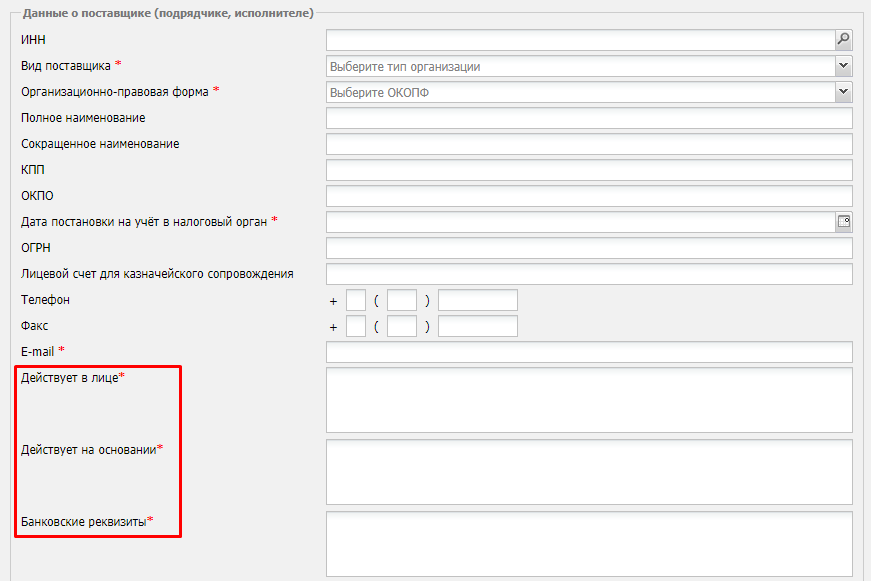 Данные о поставщике (подрядчике, исполнителе)
ИНН
Вид поставщика * Выберите тип организации
Организационно-правовая форма * Выберите ОКОПФ
Полное наименование
Сокращенное наименование
КПП
ОКПО
Дата постановки на учёт в налоговый орган *
ОГРН
Лицевой счет для казначейского сопровождения
Телефон + ( )
Факс + ( )
E-mail *
Действует в лице*
Действует на основании*
Банковские реквизиты*